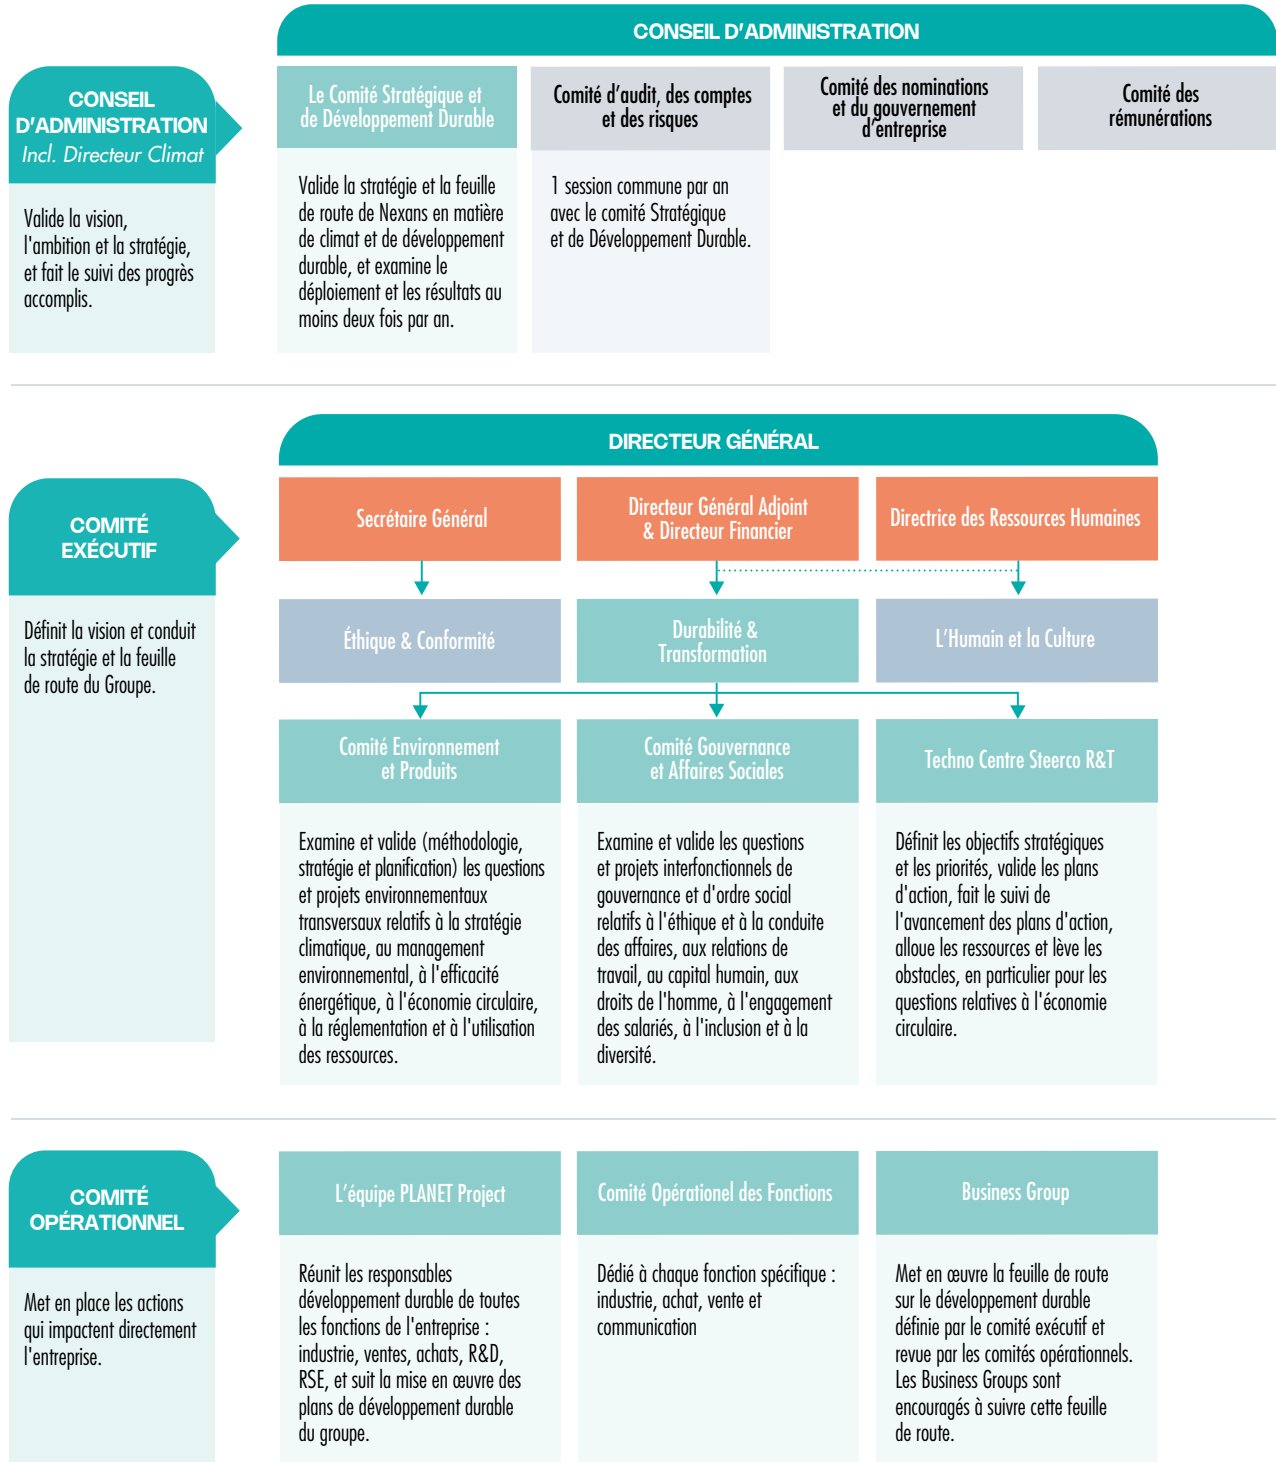 CONSEIL D'ADMINISTRATION
CONSEIL
D'ADMINISTRATION
Incl. Directeur Climat
Valide la vision,
l'ambition et la stratégie,
et fait le suivi des progrès
accomplis.
Le Comité Stratégique et
de Développement Durable
Valide la stratégie et la feuille
de route de Nexans en matière
de climat et de développement
durable, et examine le
déploiement et les résultats au
moins deux fois par an.
Comité d'audit, des comptes
et des risques
1 session commune par an
avec le comité Stratégique
et de Développement Durable.
Comité des nominations
et du gouvernement
d'entreprise
Comité des
rémunérations
COMITÉ
EXÉCUTIF
Définit la vision et conduit
la stratégie et la feuille
de route du Groupe.
DIRECTEUR GÉNÉRAL
Secrétaire Général
Directeur Général Adjoint
& Directeur Financier
Directrice des Ressources Humaines
Éthique & Conformité
Durabilité &
Transformation
L'Humain et la Culture
Comité Environnement
et Produits
Examine et valide (méthodologie,
stratégie et planification) les questions
et projets environnementaux
transversaux relatifs à la stratégie
climatique, au management
environnemental, à l'efficacité
énergétique, à l'économie circulaire,
à la réglementation et à l'utilisation
des ressources.
Comité Gouvernance
et Affaires Sociales
Examine et valide les questions
et projets interfonctionnels de
gouvernance et d'ordre social
relatifs à l'éthique et à la conduite
des affaires, aux relations de
travail, au capital humain, aux
droits de l'homme, à l'engagement
des salariés, à l'inclusion et à la
diversité.
Techno Centre Steerco R&T
Définit les objectifs stratégiques
et les priorités, valide les plans
d'action, fait le suivi de
l'avancement des plans d'action,
alloue les ressources et lève les
obstacles, en particulier pour les
questions relatives à l'économie
circulaire.
COMITÉ
OPÉRATIONNEL
Met en place les actions
qui impactent directement
l'entreprise.
L'équipe PLANET Project
Réunit les responsables
développement durable de toutes
les fonctions de l'entreprise :
industrie, ventes, achats, R&D,
RSE, et suit la mise en œuvre des
plans de développement durable
du groupe.
Comité Opérationel des Fonctions
Dédié à chaque fonction spécifique :
industrie, achat, vente et
communication
Business Group
Met en œuvre la feuille de route
sur le développement durable
définie par le comité exécutif et
revue par les comités opérationnels.
Les Business Groups sont
encouragés à suivre cette feuille
de route.